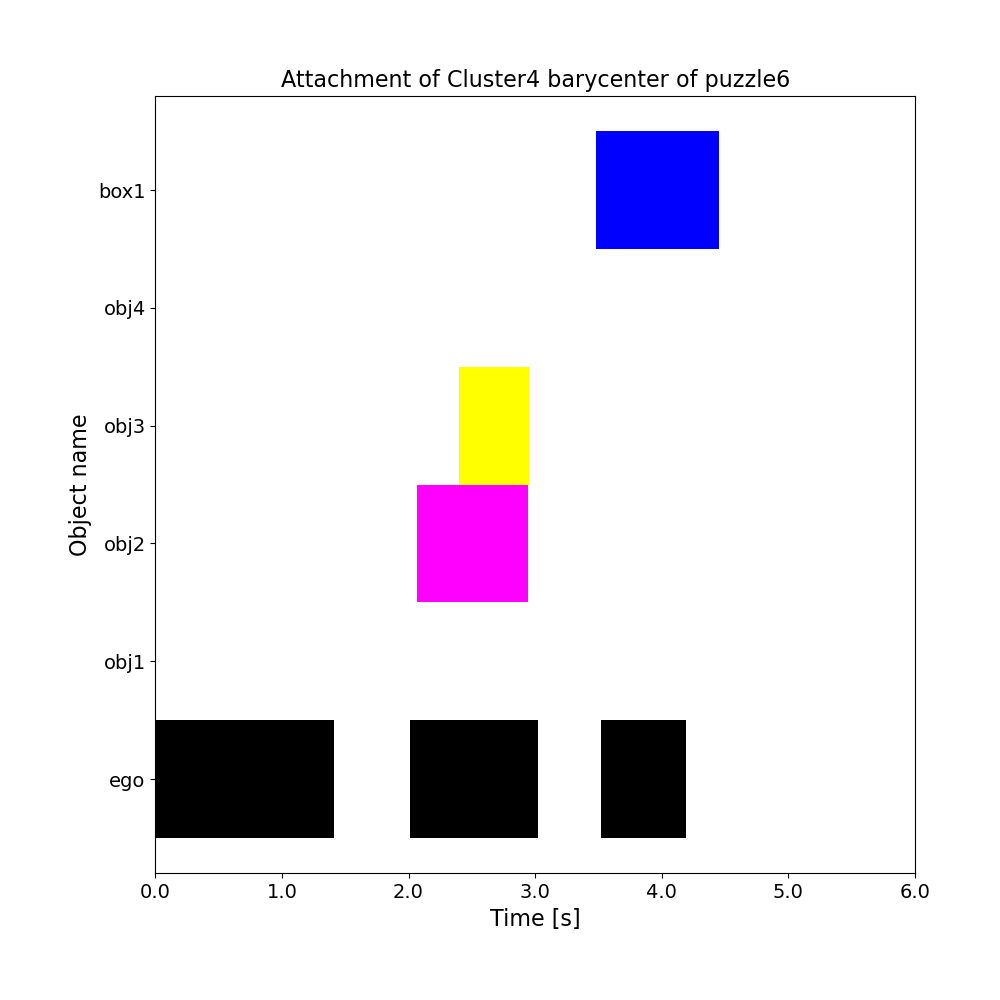 Attachment of Cluster4 barycenter of puzzle6
box1
obj4
obj3
obj2
obj1
ego
Object name
0.0 1.0 2.0 3.0 4.0 5.0 6.0
Time [s]